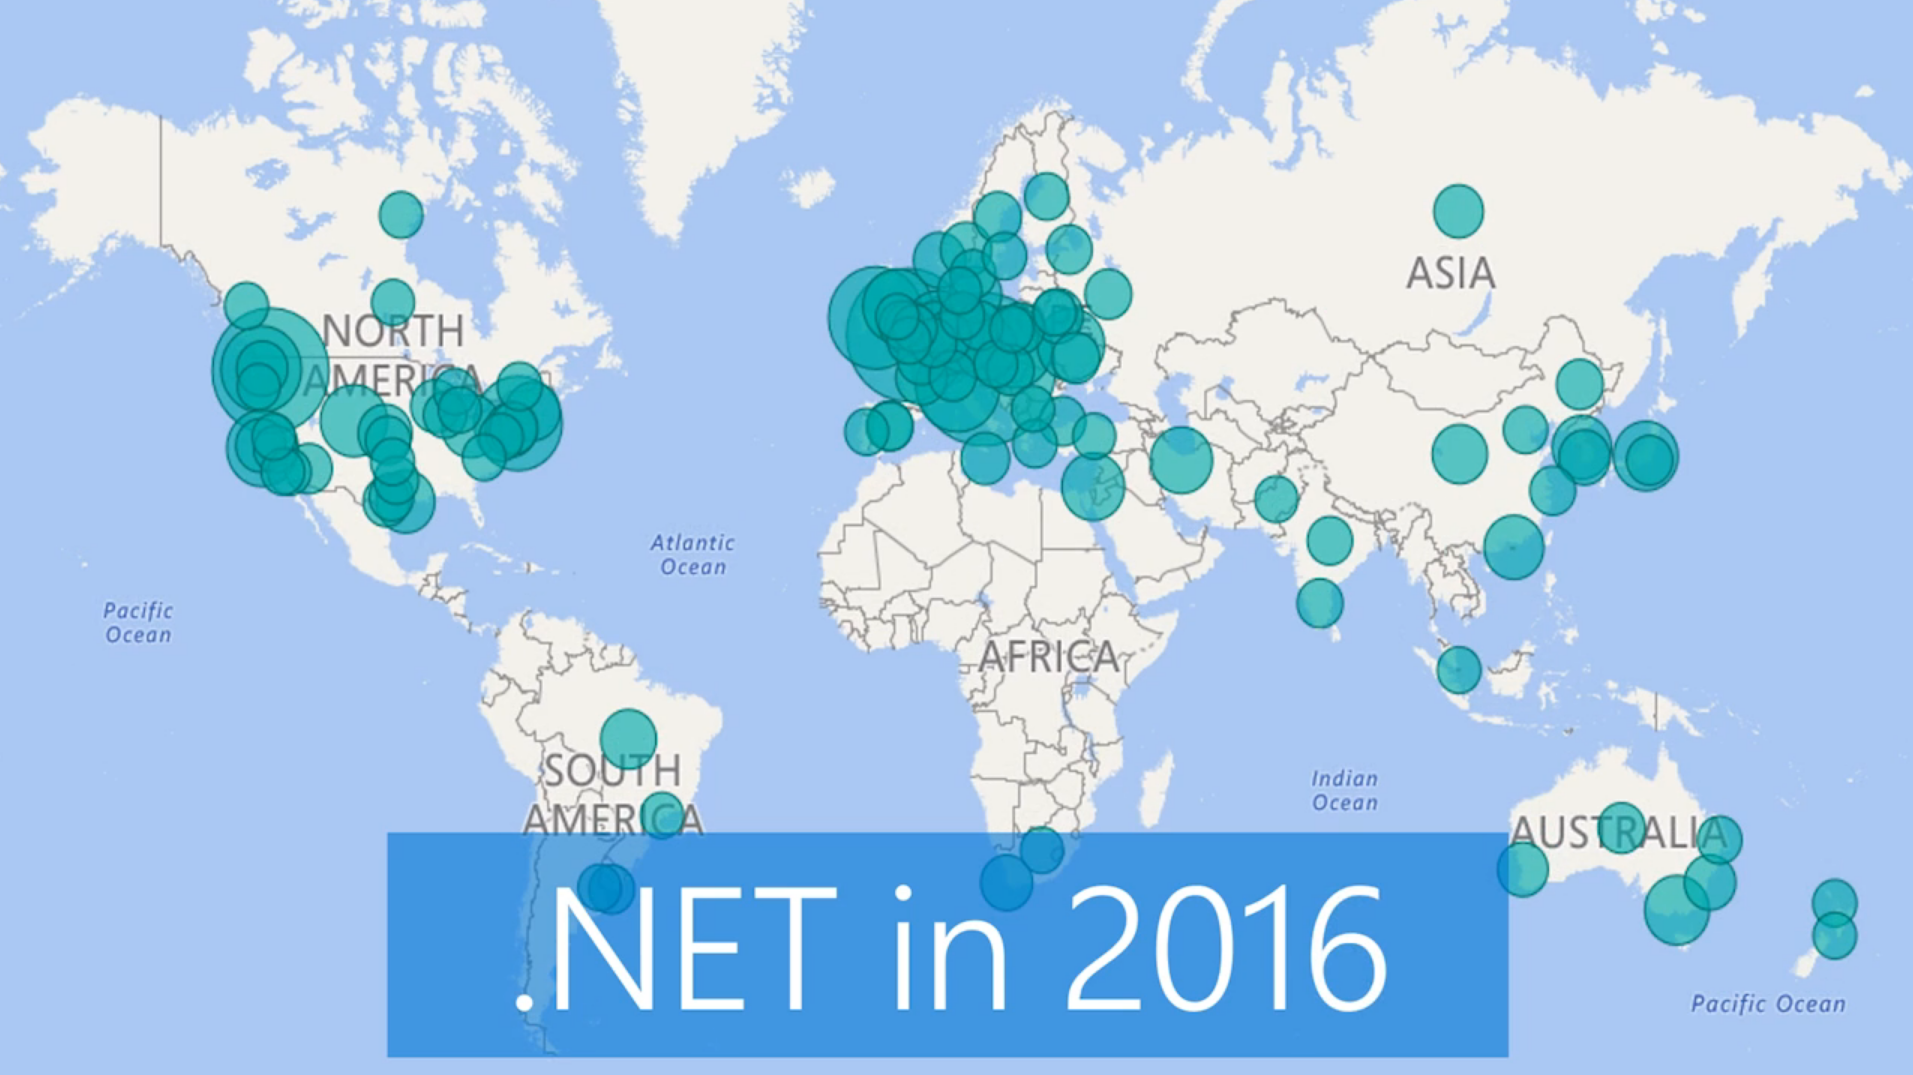 ASIA
NORTH
AMERICA
Atlantic
Ocean
Pacific
Ocean
AFRICA
SOUTH
AMERICA
Indian
Ocean
AUSTRALIA
.NET in 2016
Pacific Ocean